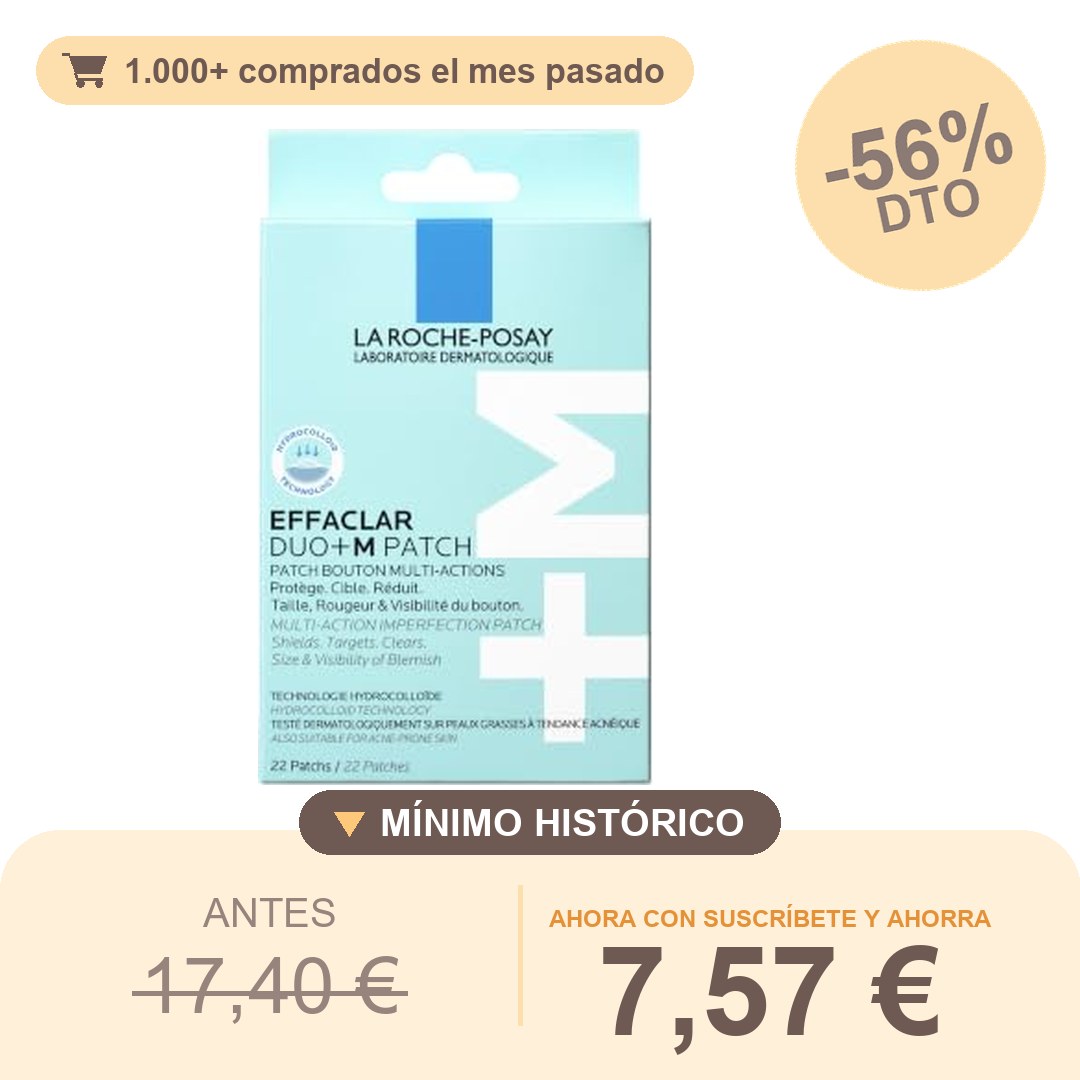 1.000+ comprados el mes pasado
-56%
DTO
LA ROCHE-POSAY
LABORATOIRE DERMATOLOGIQUE
HYDROCOLLOID
TECHNOLOGY
+M
EFFACLAR
DUO+M PATCH
PATCH BOUTON MULTI-ACTIONS
Protège. Cible. Réduit.
Taille, Rougeur & Visibilité du bouton.
MULTI-ACTION IMPERFECTION PATCH
Shields. Targets. Clears.
Size & Visibility of Blemish
TECHNOLOGIE HYDROCOLLOÏDE
HYDROCOLLOID TECHNOLOGY
TESTÉ DERMATOLOGIQUEMENT SUR PEAUX GRASSES À TENDANCE ACNÉIQUE
ALSO SUITABLE FOR ACNE-PRONE SKIN
22 Patchs / 22 Patches
MÍNIMO HISTÓRICO
ANTES
17,40 €
AHORA CON SUSCRÍBETE Y AHORRA
7,57 €